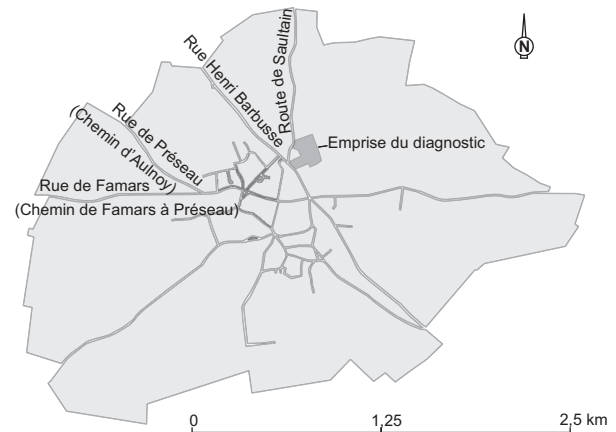 N
Rue Henri Barbusse
Route de Saultain
Emprise du diagnostic
Rue de Préseau
(Chemin d'Aulnoy)
Rue de Famars
(Chemin de Famars à Préseau)
0 1,25 2,5 km